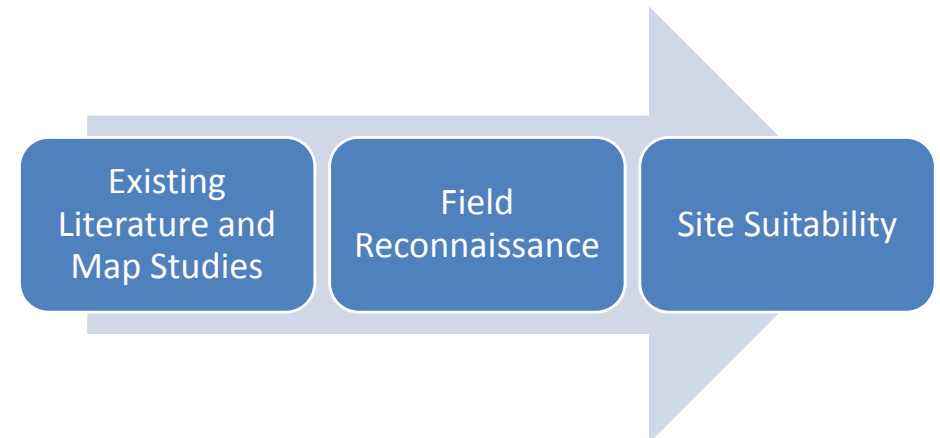 Existing
Literature and
Map Studies
Field
Reconnaissance
Site Suitability